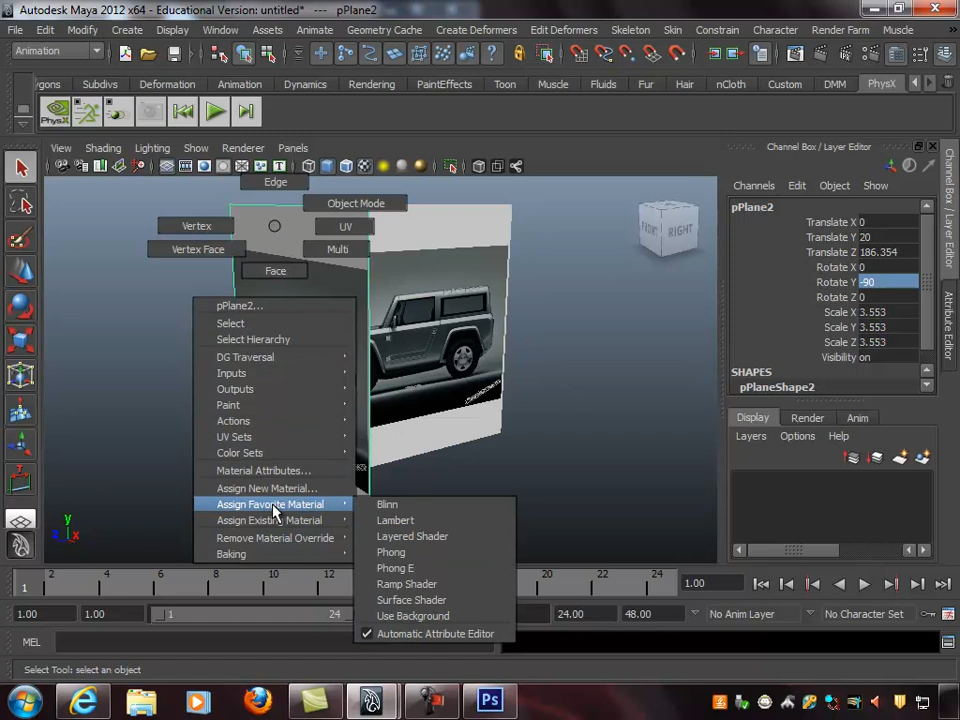 Autodesk Maya 2012 x64 - Educational Version: untitled* --- pPlane2
File Edit Modify Create Display Window Assets Animate Geometry Cache Create Deformers Edit Deformers Skeleton Skin Constrain Character Render Farm Muscle »
Animation
ygons Subdivs Deformation Animation Dynamics Rendering PaintEffects Toon Muscle Fluids Fur Hair nCloth Custom DMM PhysX
PhysX
View Shading Lighting Show Renderer Panels
Channel Box / Layer Editor
Edge
Object Mode
Vertex
UV
Vertex Face
Multi
Face
RIGHT
pPlane2...
Select
Select Hierarchy
DG Traversal
Inputs
Outputs
Paint
Actions
UV Sets
Color Sets
Material Attributes...
Assign New Material...
Assign Favorite Material
Assign Existing Material
Remove Material Override
Baking
Blinn
Lambert
Layered Shader
Phong
Phong E
Ramp Shader
Surface Shader
Use Background
Automatic Attribute Editor
y
z x
Channels Edit Object Show
pPlane2
Translate X 0
Translate Y 20
Translate Z 186.354
Rotate X 0
Rotate Y -90
Rotate Z 0
Scale X 3.553
Scale Y 3.553
Scale Z 3.553
Visibility on
SHAPES
pPlaneShape2
Display Render Anim
Layers Options Help
Channel Box / Layer Editor
Attribute Editor
1 2 4 6 8 10 12 20 22 24 1.00
1.00 1.00 1 24 24.00 48.00 No Anim Layer No Character Set
MEL
Select Tool: select an object
Ps